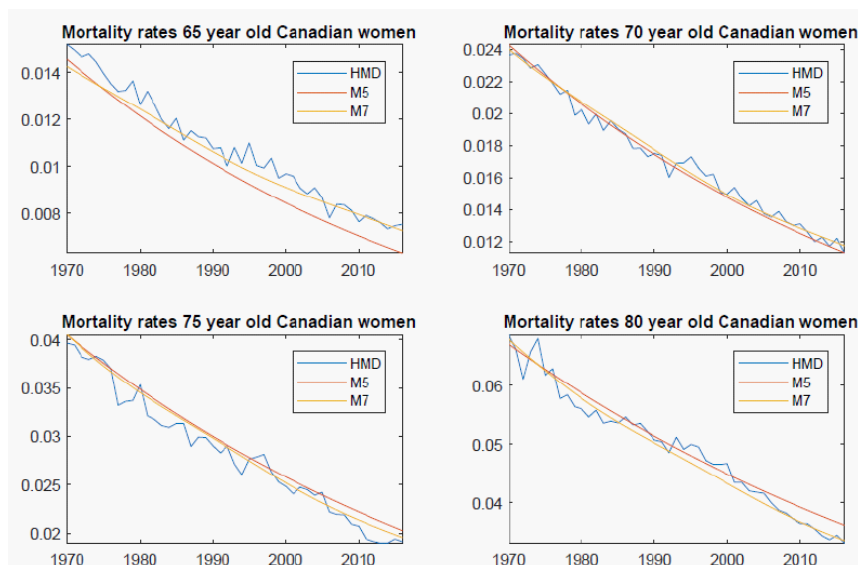 Mortality rates 65 year old Canadian women
0.014
0.012
0.01
0.008
HMD
M5
M7
1970
1980
1990
2000
2010
Mortality rates 70 year old Canadian women
0.024
0.022
0.02
0.018
0.016
0.014
0.012
HMD
M5
M7
1970
1980
1990
2000
2010
Mortality rates 75 year old Canadian women
0.04
0.035
0.03
0.025
0.02
HMD
M5
M7
1970
1980
1990
2000
2010
Mortality rates 80 year old Canadian women
0.06
0.05
0.04
HMD
M5
M7
1970
1980
1990
2000
2010